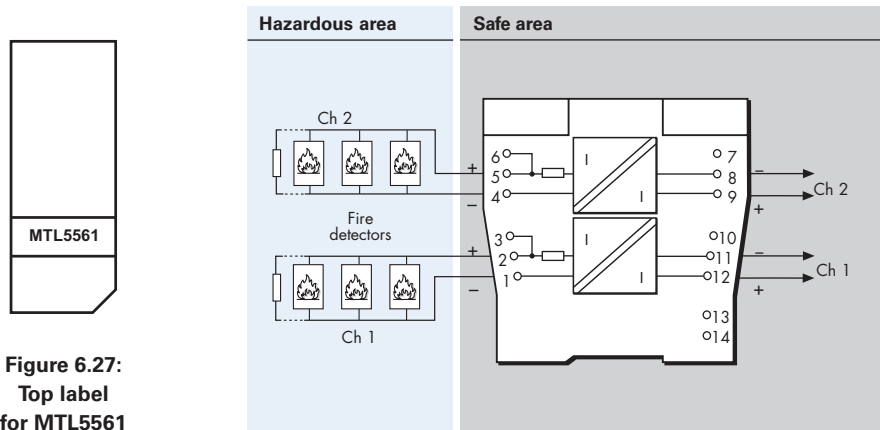 Hazardous area
Safe area
MTL5561
Figure 6.27:
Top label
for MTL5561
Ch 2
Fire
detectors
Ch 1
+
–
+
–
6
5
4
3
2
1
I
I
I
I
7
8
9
10
11
12
13
14
–
Ch 2
+
–
Ch 1
+